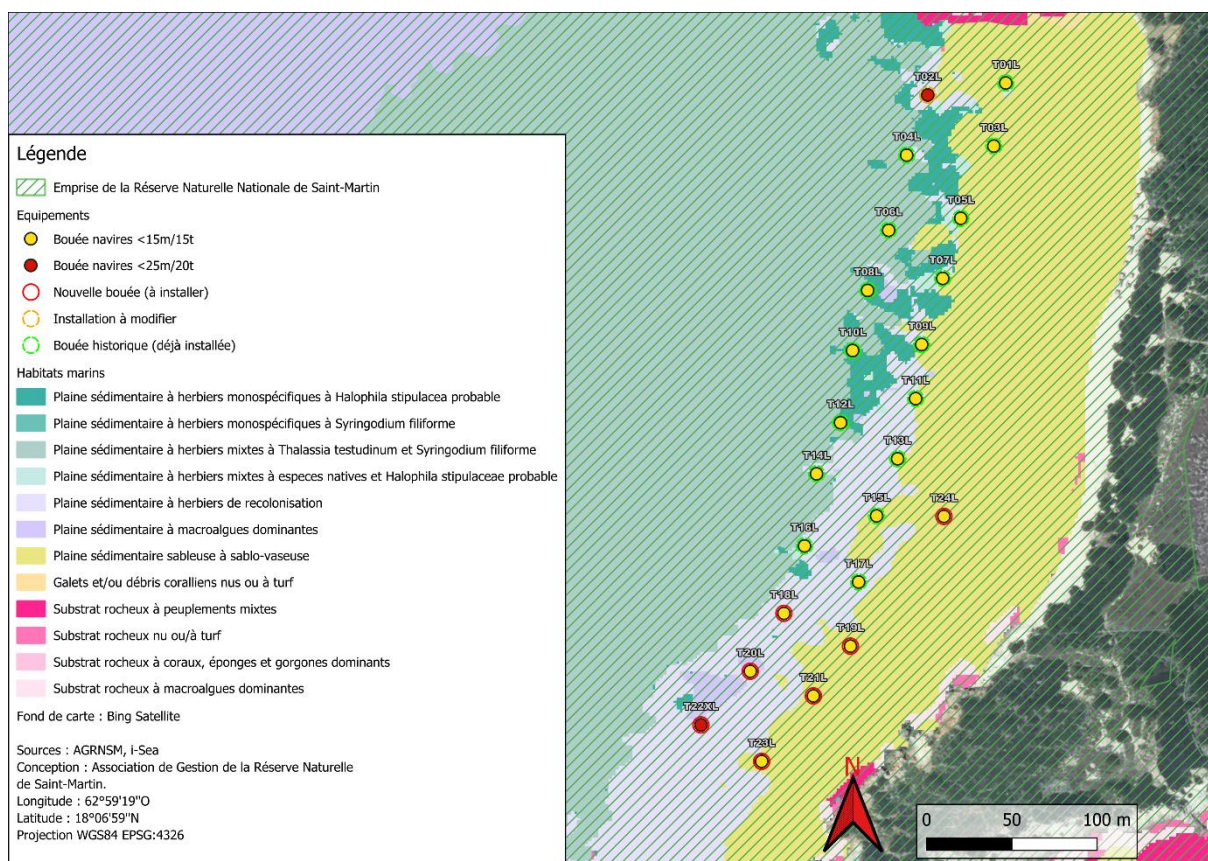 T02L
T01L
T03L
T04L
T05L
T06L
T07L
T08L
T09L
T10L
T11L
T12L
T13L
T14L
T15L
T24L
T16L
T17L
T18L
T19L
T20L
T21L
T22XL
T23L
Légende
Emprise de la Réserve Naturelle Nationale de Saint-Martin
Equipements
Bouée navires <15m/15t
Bouée navires <25m/20t
Nouvelle bouée (à installer)
Installation à modifier
Bouée historique (déjà installée)
Habitats marins
Plaine sédimentaire à herbiers monospécifiques à Halophila stipulacea probable
Plaine sédimentaire à herbiers monospécifiques à Syringodium filiforme
Plaine sédimentaire à herbiers mixtes à Thalassia testudinum et Syringodium filiforme
Plaine sédimentaire à herbiers mixtes à especes natives et Halophila stipulaceae probable
Plaine sédimentaire à herbiers de recolonisation
Plaine sédimentaire à macroalgues dominantes
Plaine sédimentaire sableuse à sablo-vaseuse
Galets et/ou débris coralliens nus ou à turf
Substrat rocheux à peuplements mixtes
Substrat rocheux nu ou/à turf
Substrat rocheux à coraux, éponges et gorgones dominants
Substrat rocheux à macroalgues dominantes
Fond de carte : Bing Satellite
Sources : AGRNSM, i-Sea
Conception : Association de Gestion de la Réserve Naturelle
de Saint-Martin.
Longitude : 62°59'19"O
Latitude : 18°06'59"N
Projection WGS84 EPSG:4326
N
0 50 100 m